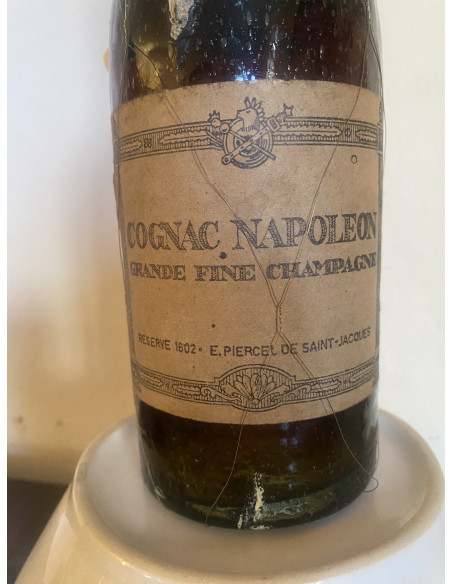 COGNAC NAPOLEON
GRANDE FINE CHAMPAGNE
RESERVE 1802 - E. PIERCEL DE SAINT-JACQUES